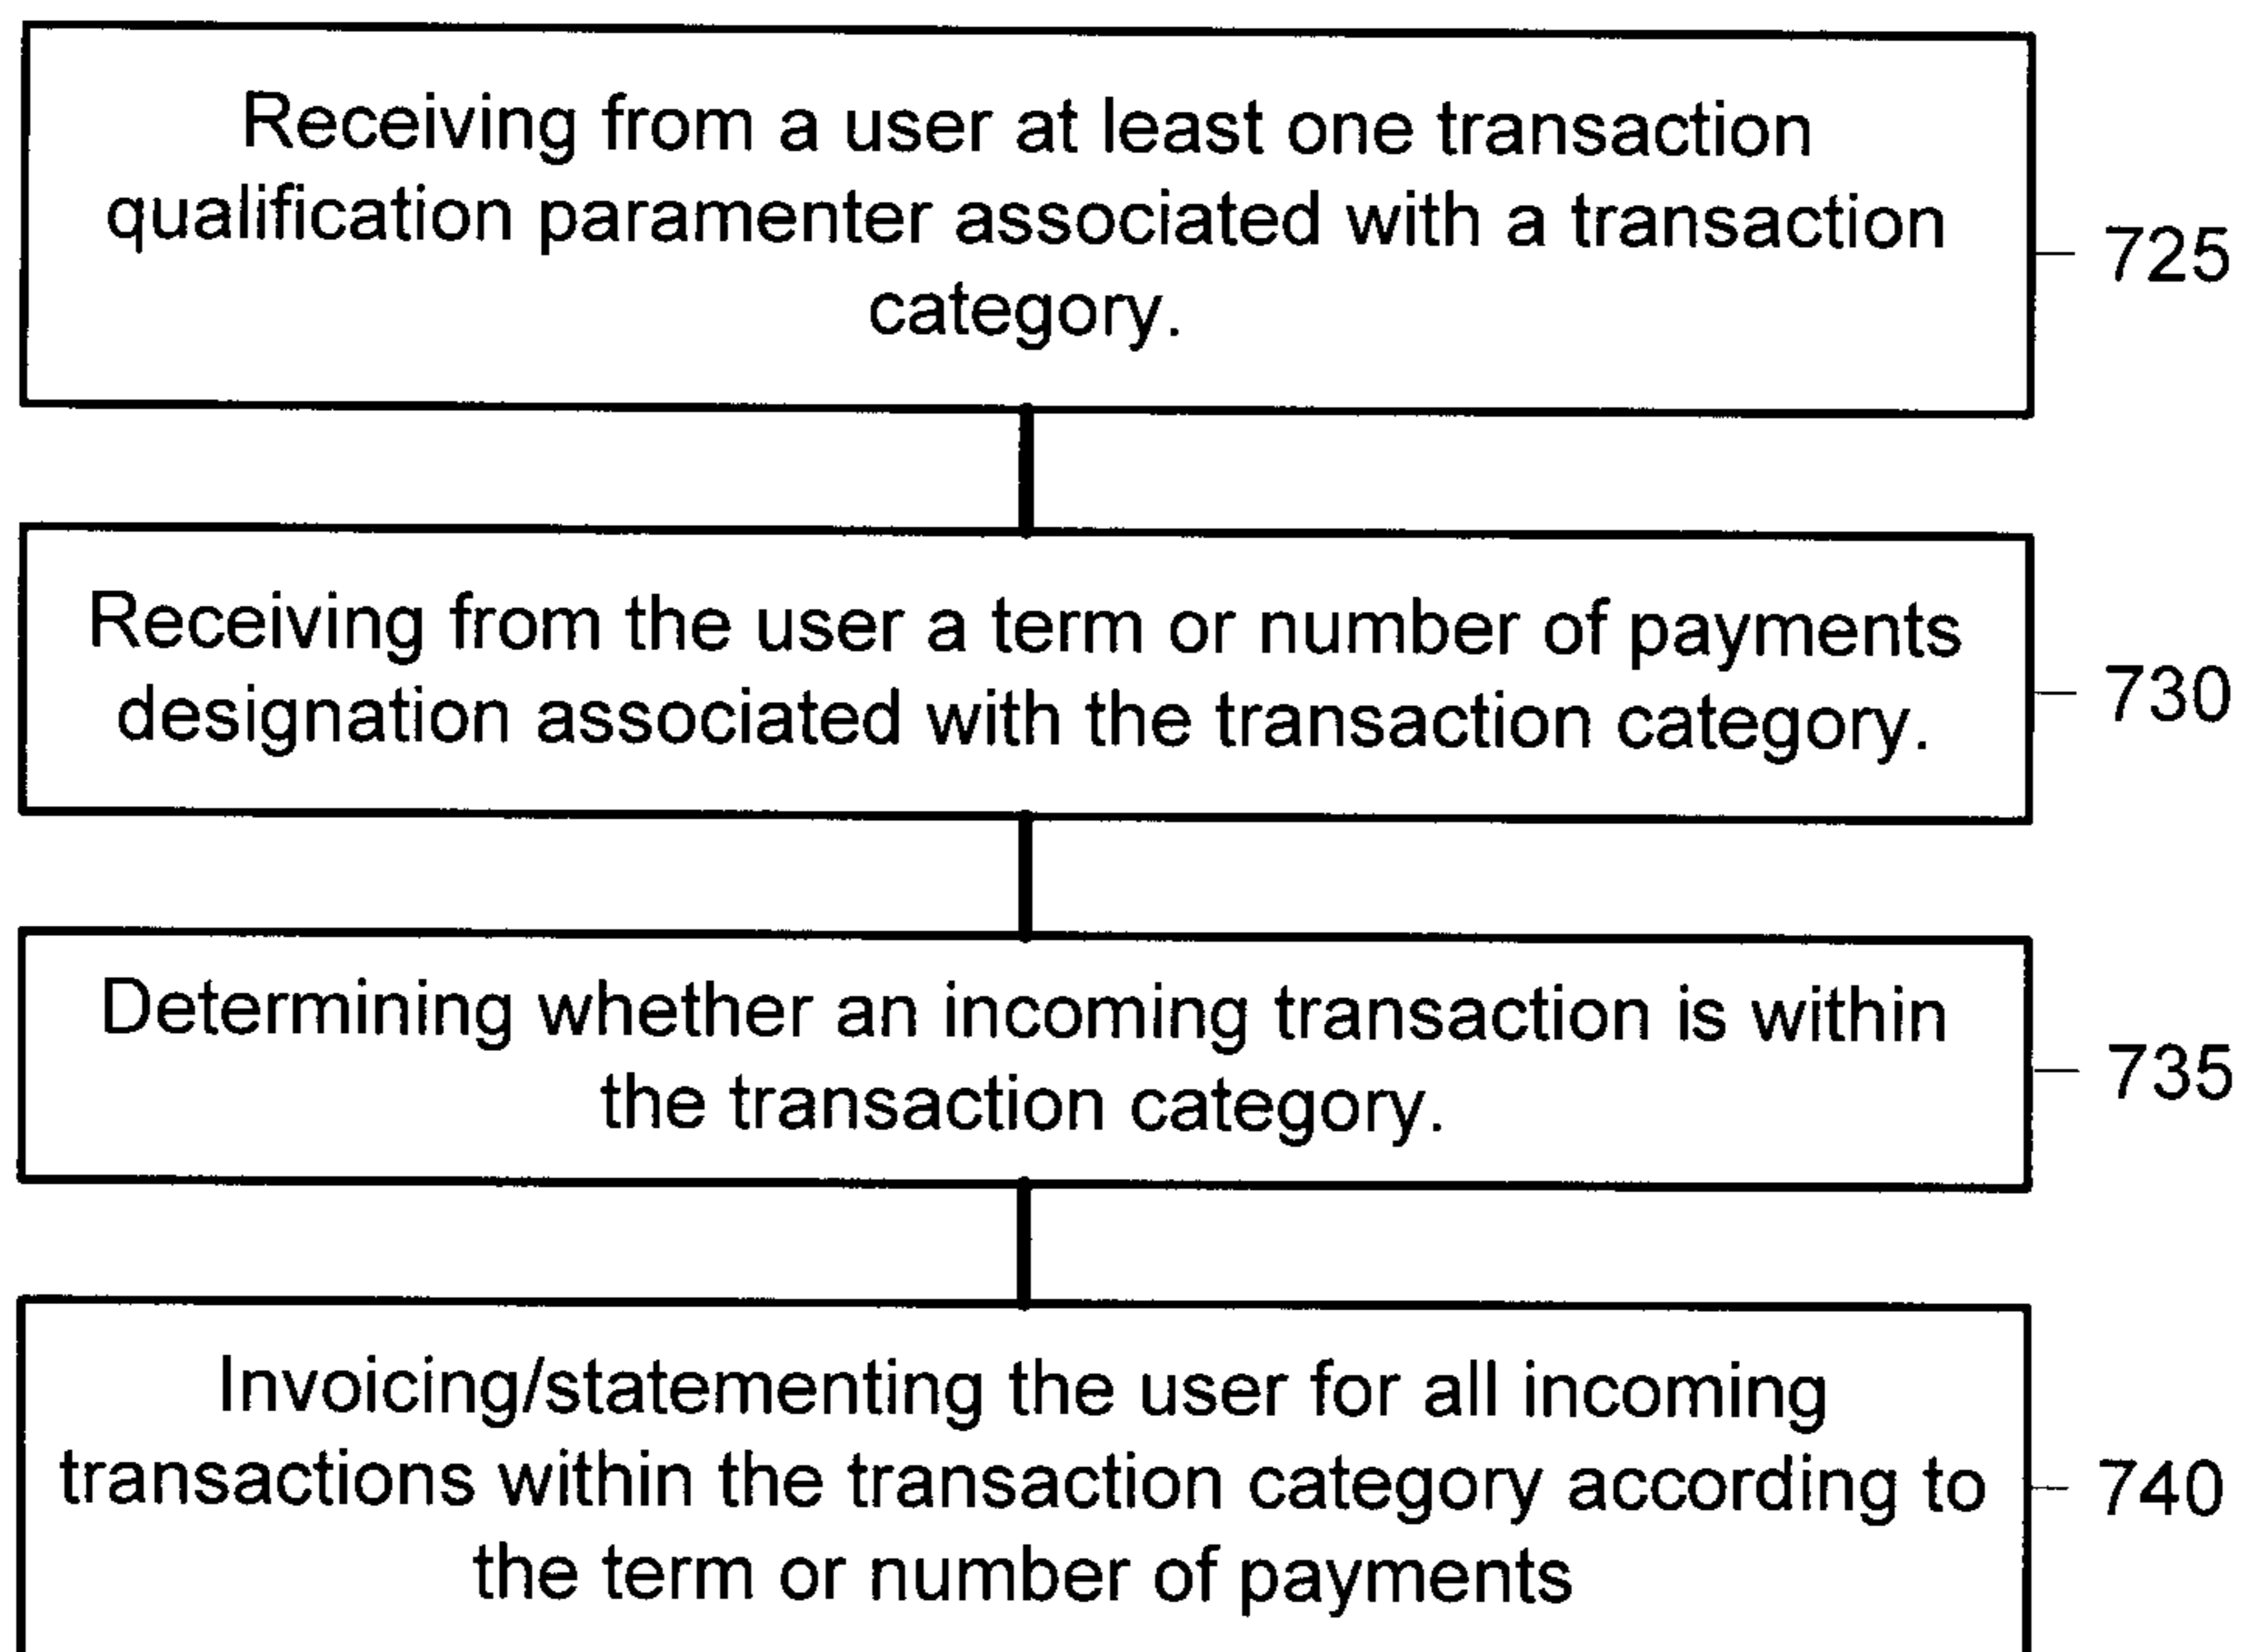 Receiving from a user at least one transaction
qualification paramenter associated with a transaction
category.
725
Receiving from the user a term or number of payments
designation associated with the transaction category.
730
Determining whether an incoming transaction is within
the transaction category.
735
Invoicing/statementing the user for all incoming
transactions within the transaction category according to
the term or number of payments
740